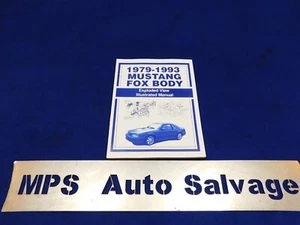 1979-1993
MUSTANG
FOX BODY
Exploded View
Illustrated Manual
MPS Auto Salvage